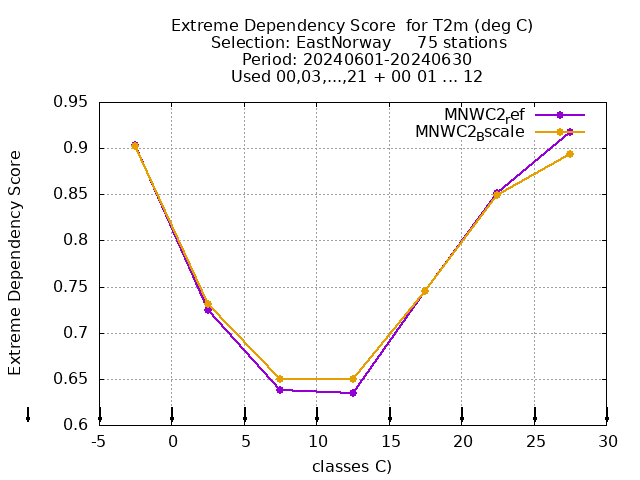 Extreme Dependency Score  for T2m (deg C)
Selection: EastNorway     75 stations
Period: 20240601-20240630
Used 00,03,...,21 + 00 01 ... 12
MNWC2ref
MNWC2Bscale
Extreme Dependency Score
0.95
0.9
0.85
0.8
0.75
0.7
0.65
0.6
-5 0 5 10 15 20 25 30
classes C)